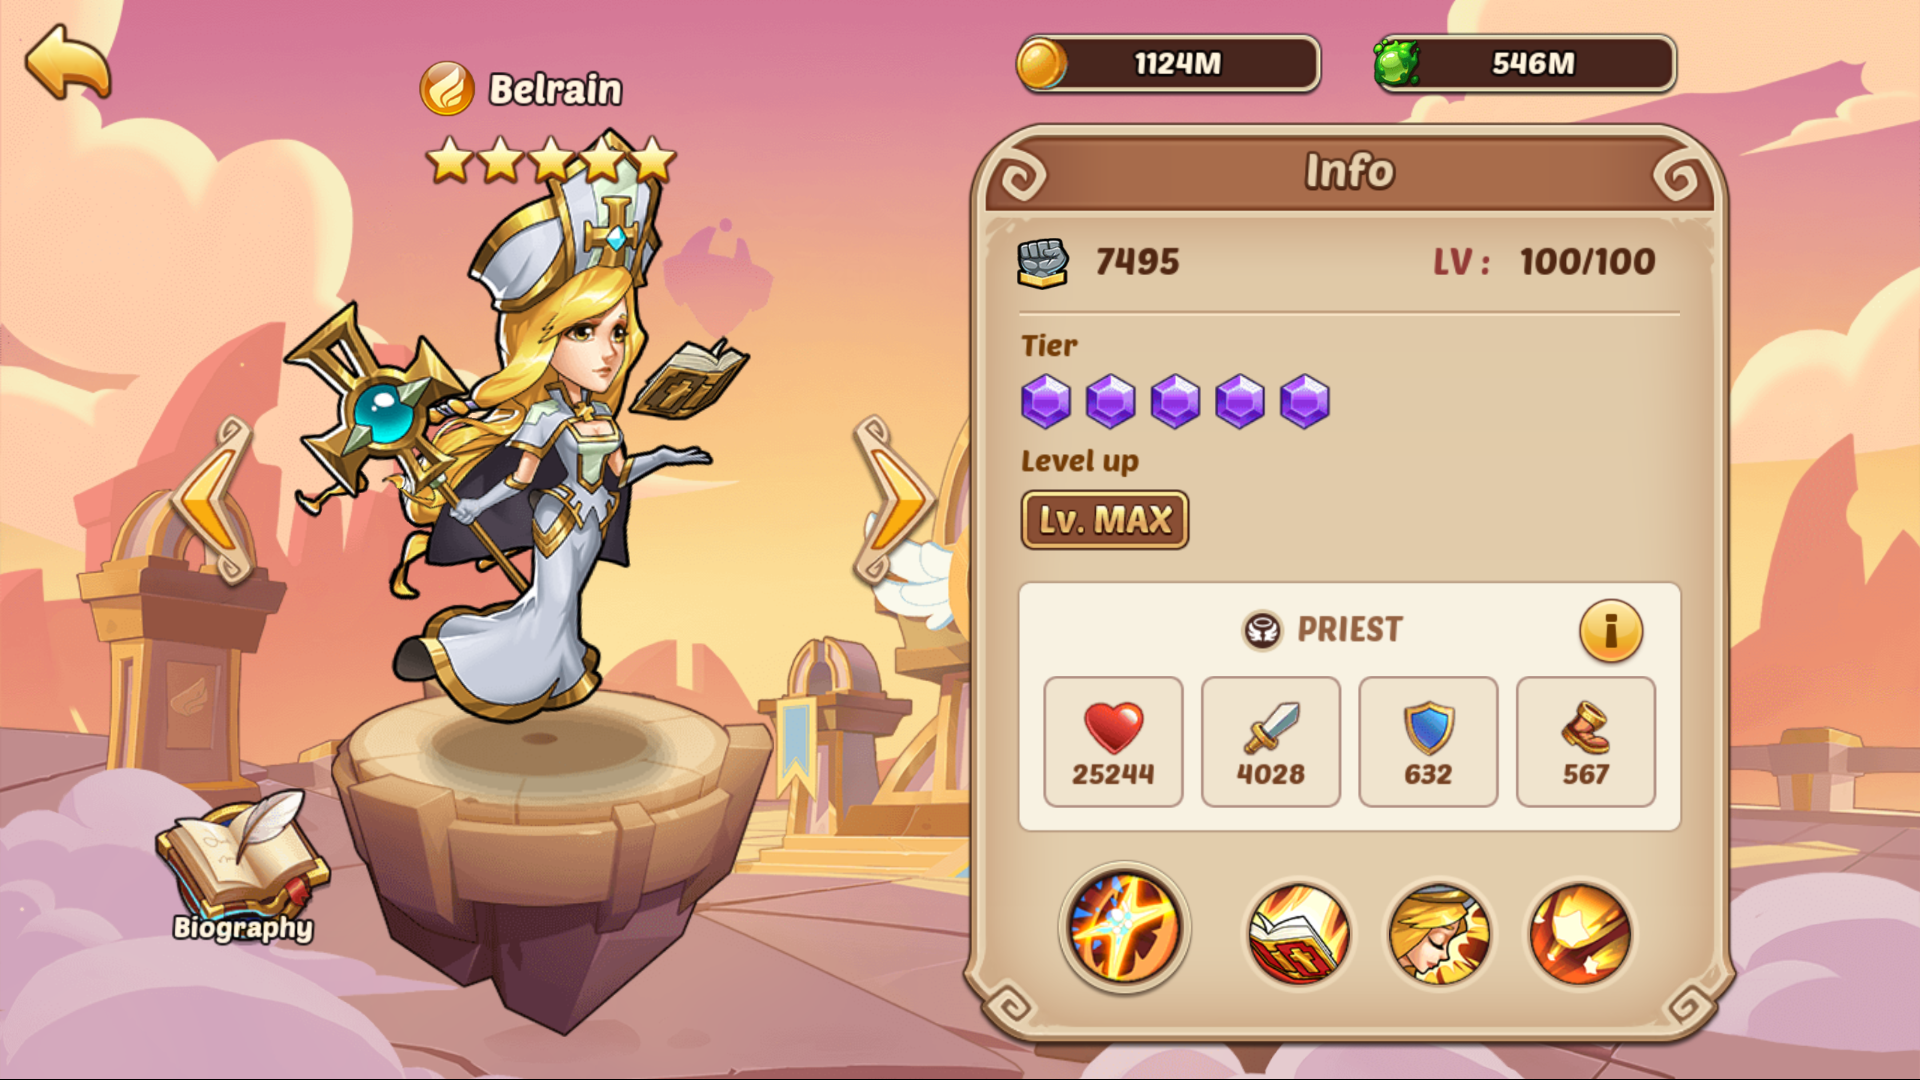 Belrain
1124M
546M
Info
7495
LV : 100/100
Tier
Level up
Lv. MAX
PRIEST
25244
4028
632
567
Biography